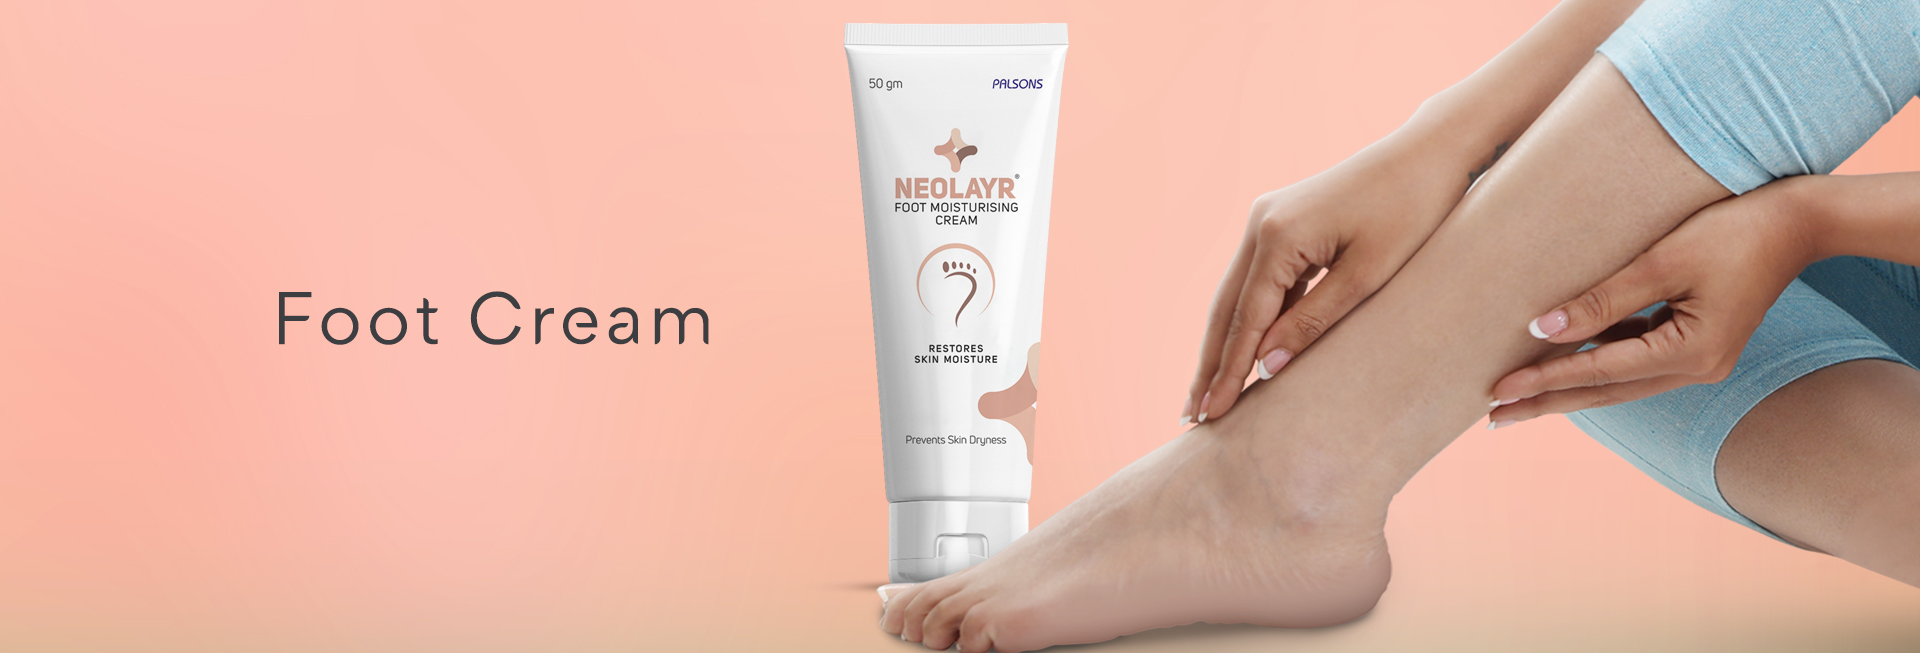 Foot Cream
50 gm
PALSONS
NEOLAYR®
FOOT MOISTURISING
CREAM
RESTORES
SKIN MOISTURE
Prevents Skin Dryness